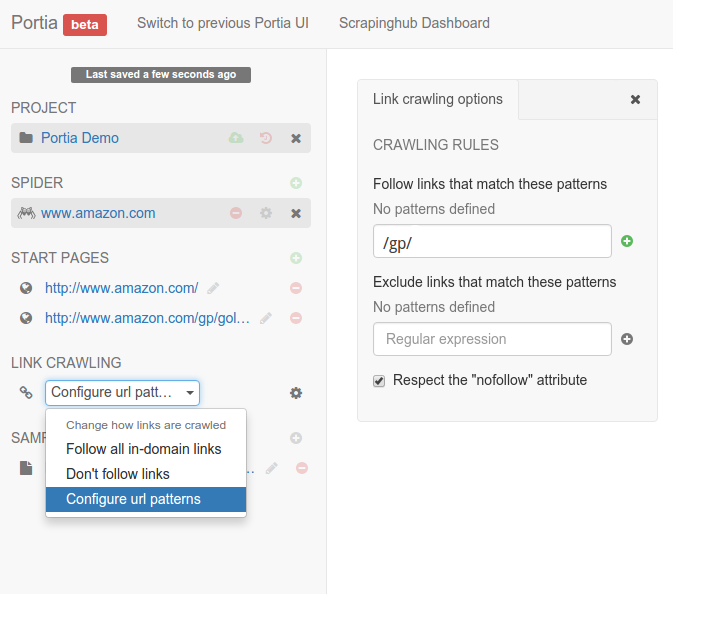 Portia beta Switch to previous Portia UI Scrapinghub Dashboard
Last saved a few seconds ago
PROJECT
Portia Demo
SPIDER
www.amazon.com
START PAGES
http://www.amazon.com/
http://www.amazon.com/gp/gol...
LINK CRAWLING
Configure url patt...
Change how links are crawled
Follow all in-domain links
Don't follow links
Configure url patterns
SAMP
Link crawling options
CRAWLING RULES
Follow links that match these patterns
No patterns defined
/gp/
Exclude links that match these patterns
No patterns defined
Regular expression
Respect the "nofollow" attribute